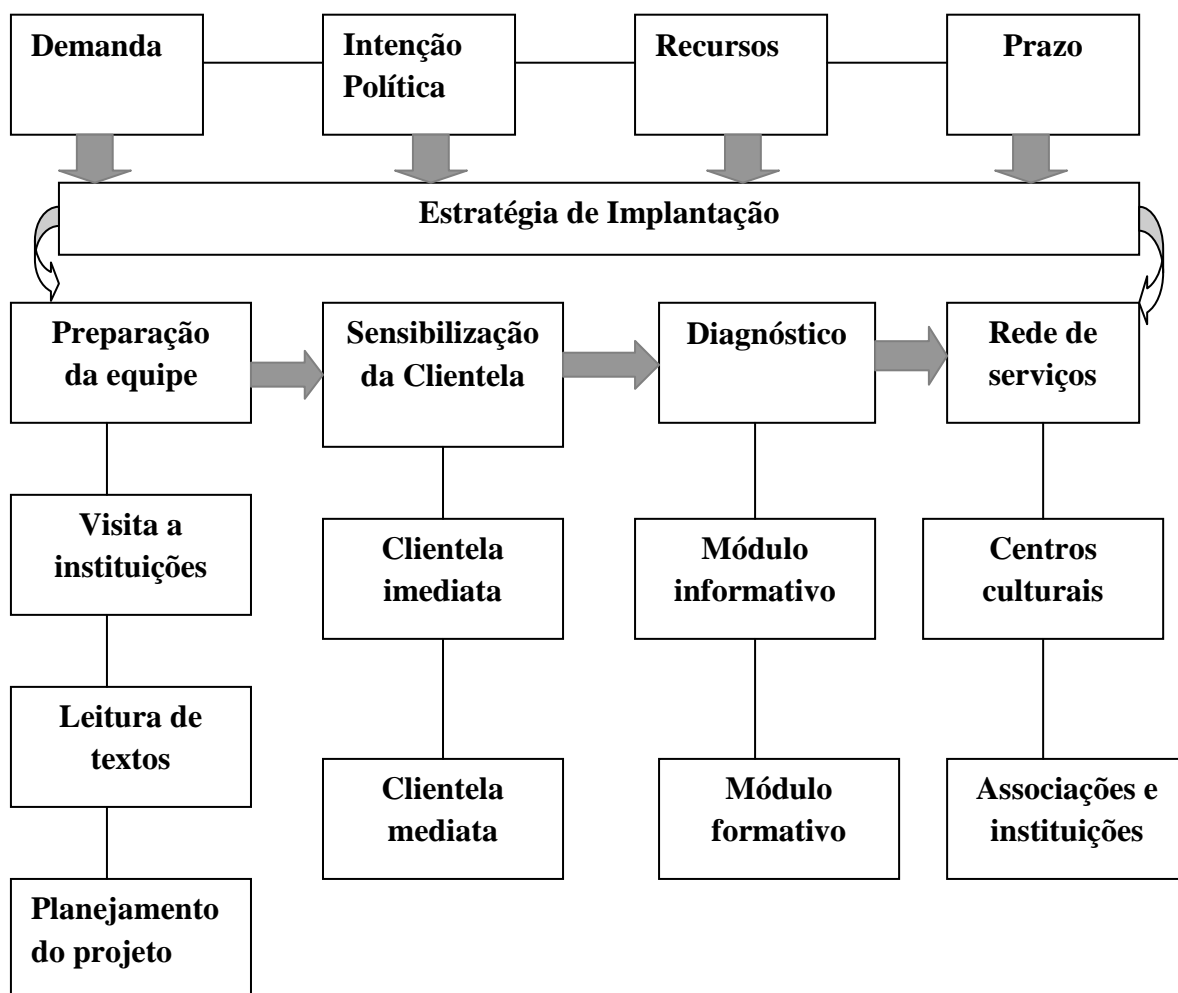 Demanda
Intenção
Política
Recursos
Prazo
Estratégia de Implantação
Preparação
da equipe
Sensibilização
da Clientela
Diagnóstico
Rede de
serviços
Visita a
instituições
Clientela
imediata
Módulo
informativo
Centros
culturais
Leitura de
textos
Clientela
mediata
Módulo
formativo
Associações e
instituições
Planejamento
do projeto